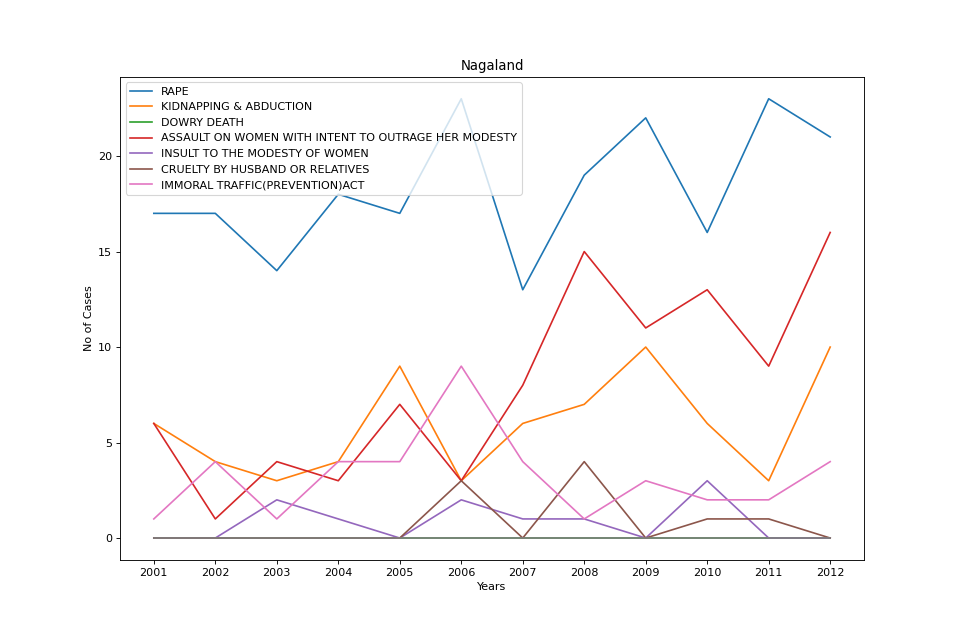 Nagaland
RAPE
KIDNAPPING & ABDUCTION
DOWRY DEATH
ASSAULT ON WOMEN WITH INTENT TO OUTRAGE HER MODESTY
INSULT TO THE MODESTY OF WOMEN
CRUELTY BY HUSBAND OR RELATIVES
IMMORAL TRAFFIC(PREVENTION)ACT
20
15
10
5
0
No of Cases
2001 2002 2003 2004 2005 2006 2007 2008 2009 2010 2011 2012
Years